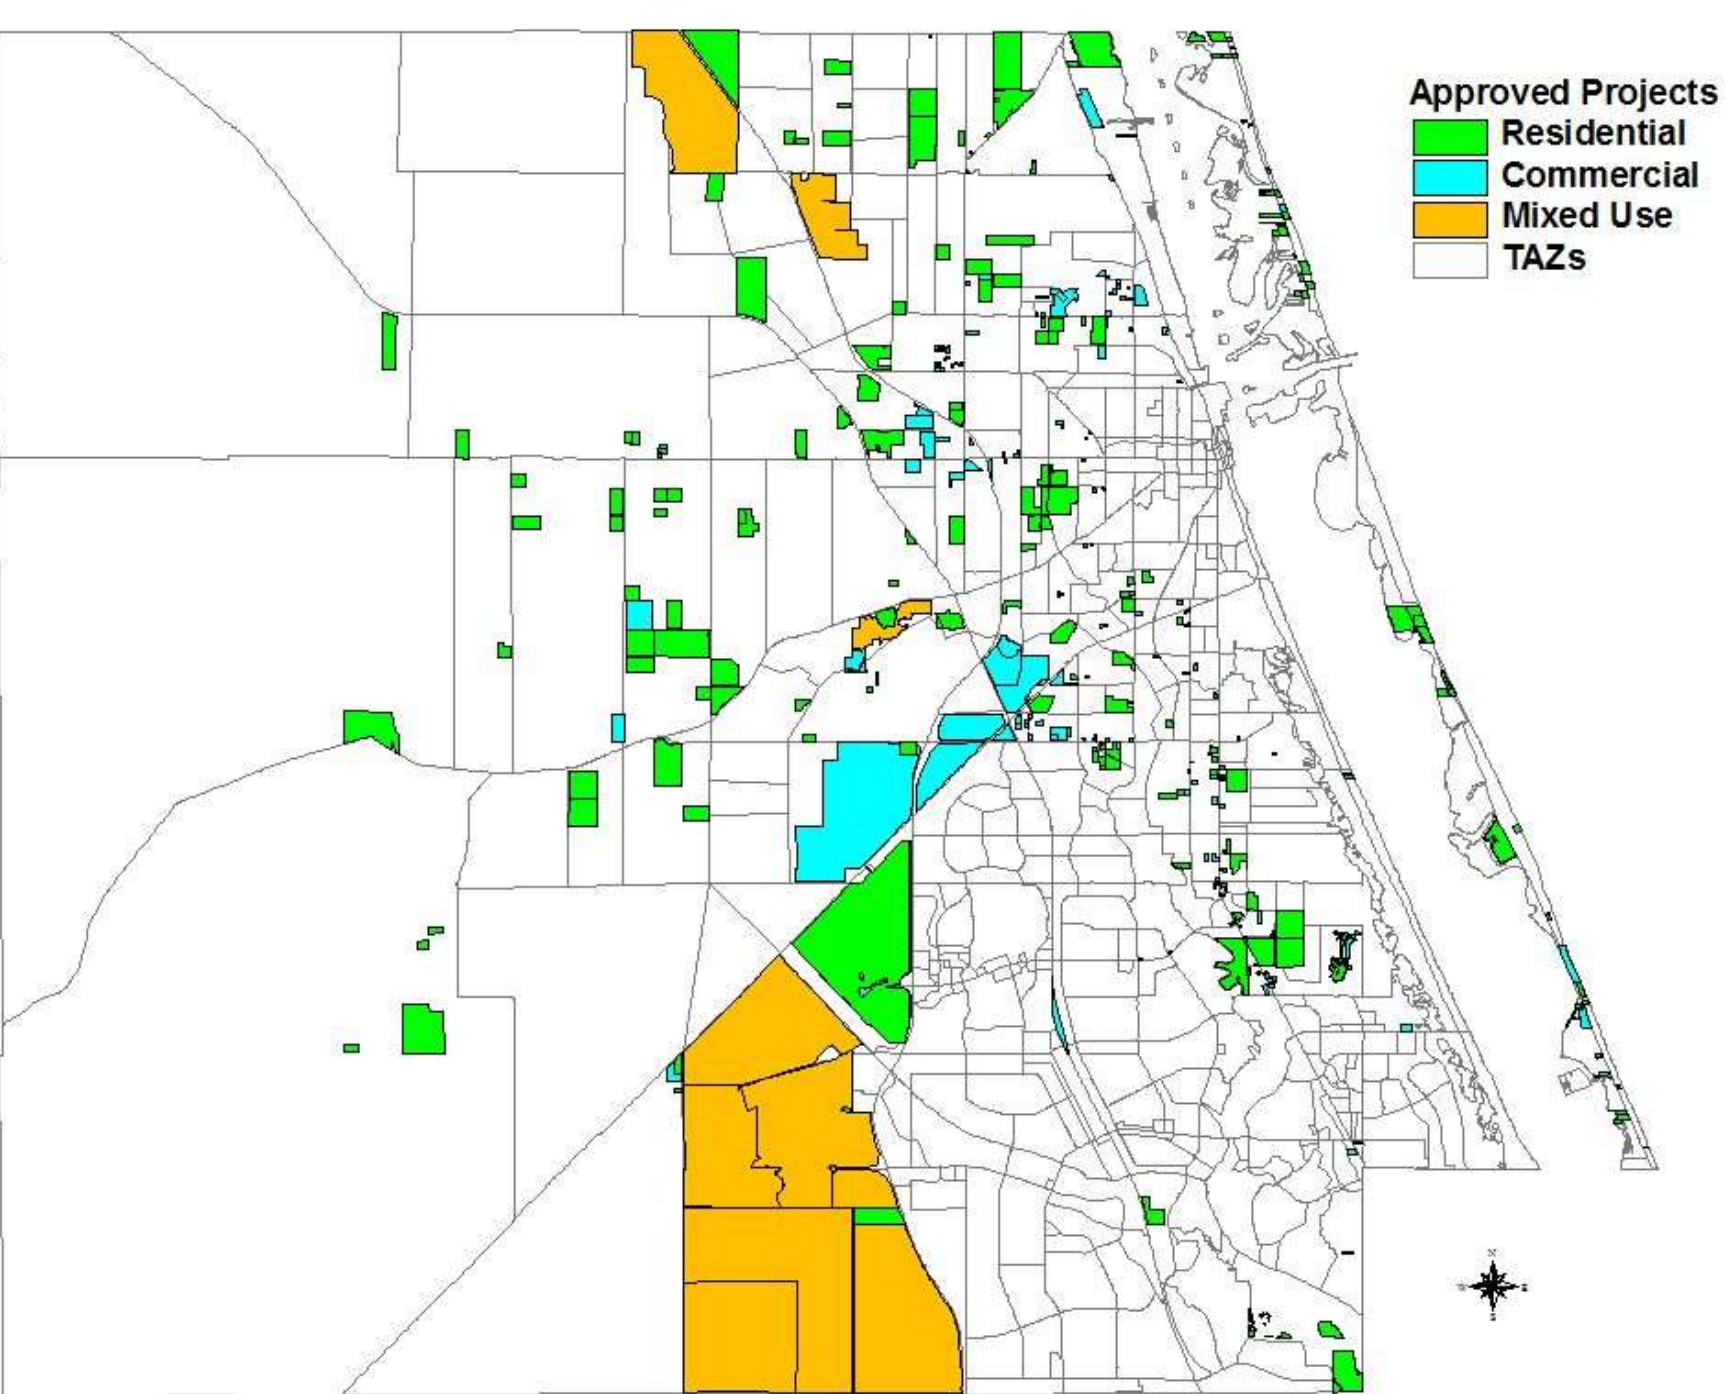 Approved Projects
Residential
Commercial
Mixed Use
TAZs